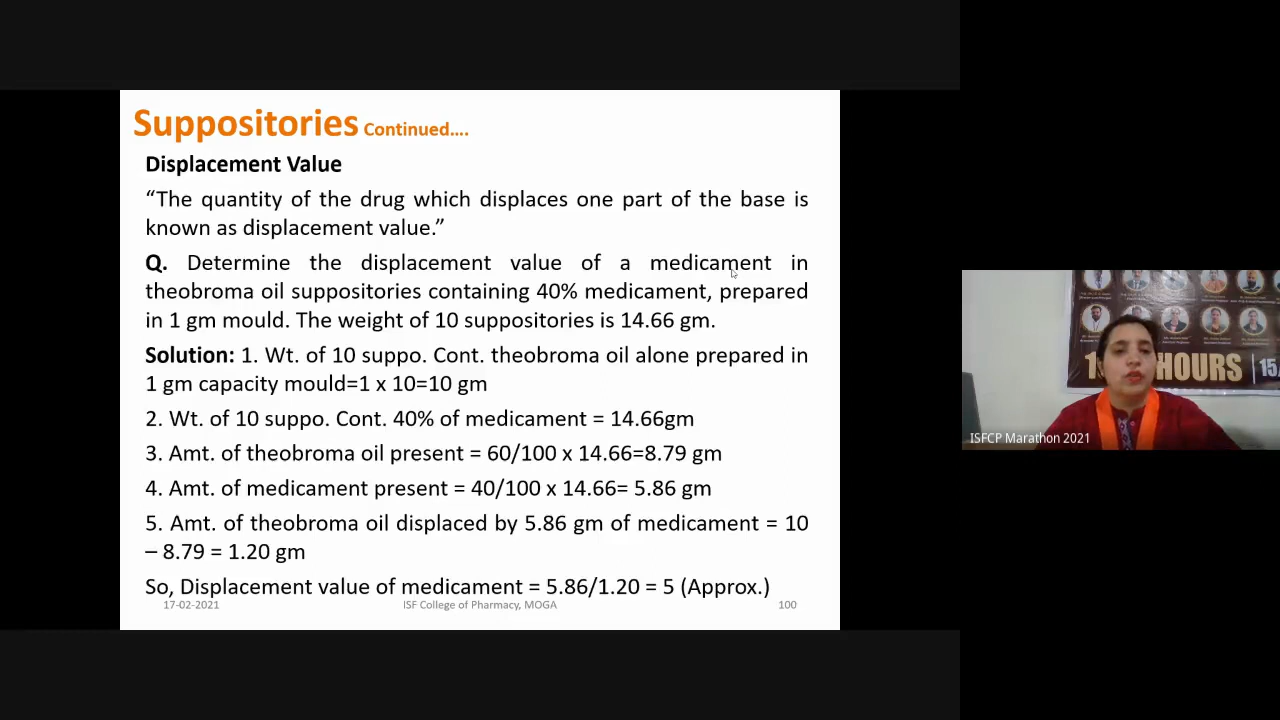 Suppositories Continued….
Displacement Value
“The quantity of the drug which displaces one part of the base is
known as displacement value.”
Q. Determine the displacement value of a medicament in
theobroma oil suppositories containing 40% medicament, prepared
in 1 gm mould. The weight of 10 suppositories is 14.66 gm.
Solution: 1. Wt. of 10 suppo. Cont. theobroma oil alone prepared in
1 gm capacity mould=1 x 10=10 gm
2. Wt. of 10 suppo. Cont. 40% of medicament = 14.66gm
3. Amt. of theobroma oil present = 60/100 x 14.66=8.79 gm
4. Amt. of medicament present = 40/100 x 14.66= 5.86 gm
5. Amt. of theobroma oil displaced by 5.86 gm of medicament = 10
– 8.79 = 1.20 gm
So, Displacement value of medicament = 5.86/1.20 = 5 (Approx.)
17-02-2021 ISF College of Pharmacy, MOGA 100
HOURS 15/
ISFCP Marathon 2021